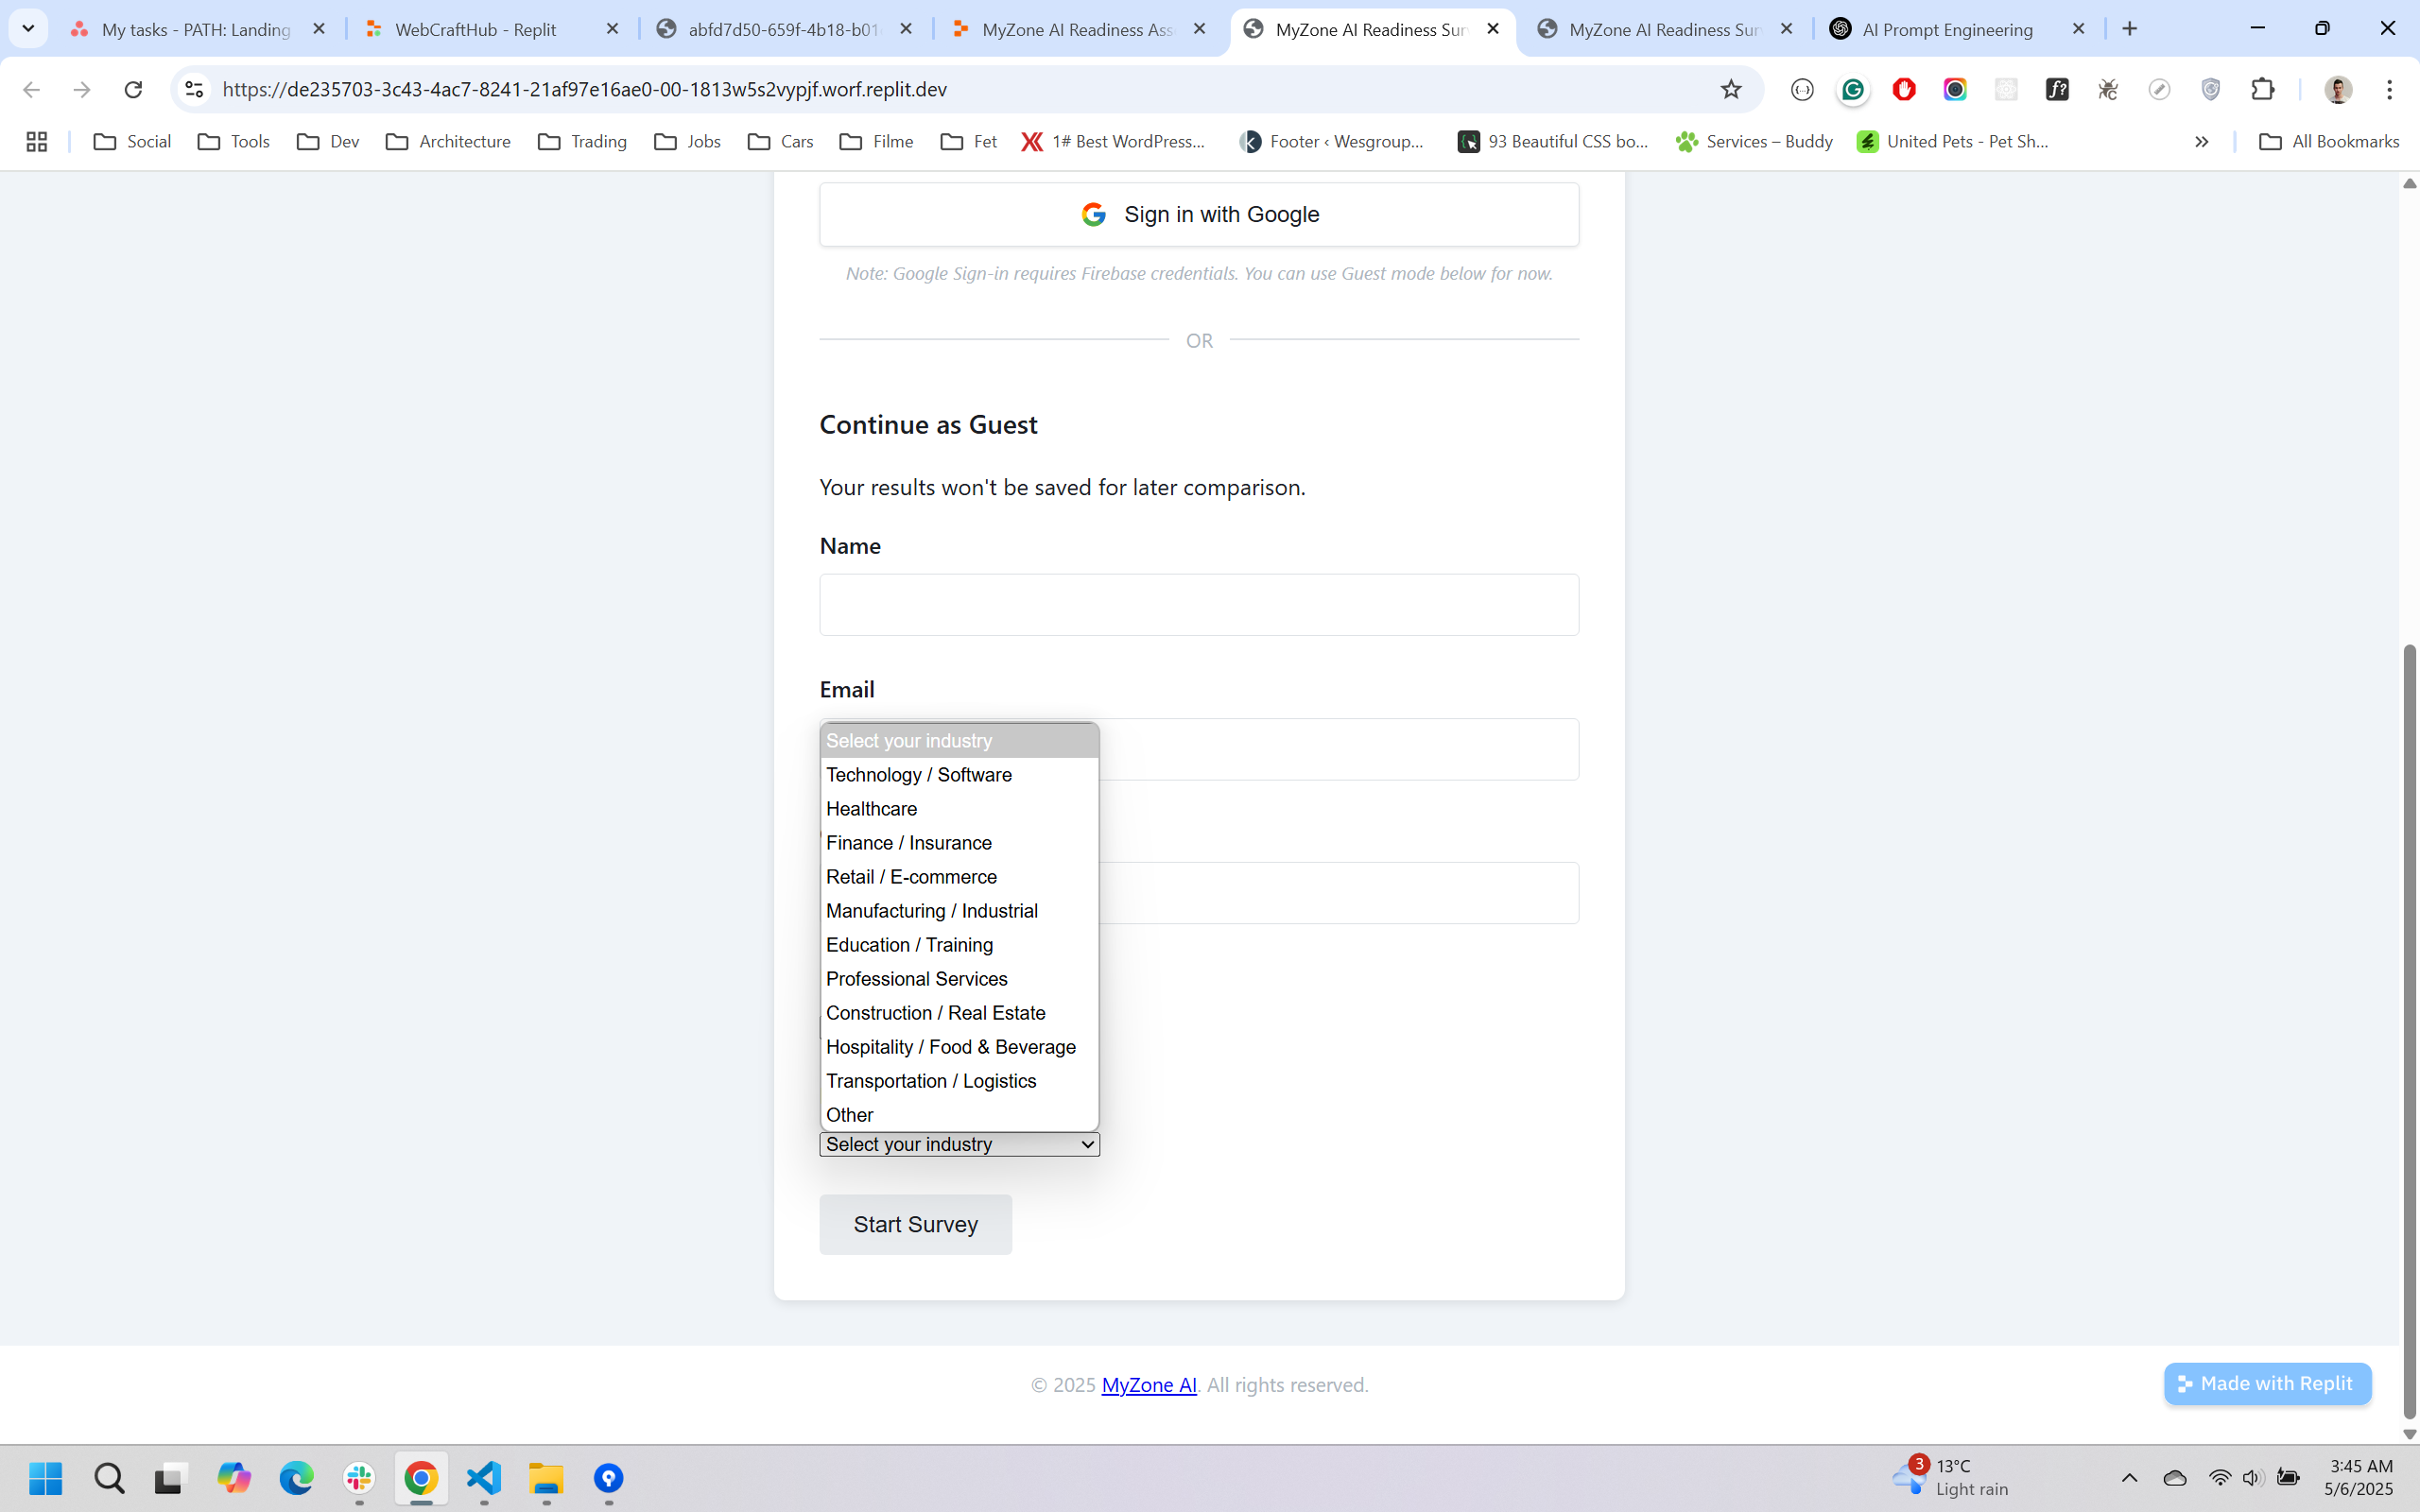 My tasks - PATH: Landing
WebCraftHub - Replit
abfd7d50-659f-4b18-b01
MyZone AI Readiness Ass
MyZone AI Readiness Sur
MyZone AI Readiness Sur
AI Prompt Engineering
https://de235703-3c43-4ac7-8241-21af97e16ae0-00-1813w5s2vypjf.worf.replit.dev
Social
Tools
Dev
Architecture
Trading
Jobs
Cars
Filme
Fet
1# Best WordPress...
Footer ‹ Wesgroup...
93 Beautiful CSS bo...
Services – Buddy
United Pets - Pet Sh...
»
All Bookmarks
Sign in with Google
Note: Google Sign-in requires Firebase credentials. You can use Guest mode below for now.
OR
Continue as Guest
Your results won't be saved for later comparison.
Name
Email
Select your industry
Technology / Software
Healthcare
Finance / Insurance
Retail / E-commerce
Manufacturing / Industrial
Education / Training
Professional Services
Construction / Real Estate
Hospitality / Food & Beverage
Transportation / Logistics
Other
Select your industry
Start Survey
© 2025 MyZone AI. All rights reserved.
Made with Replit
3
13°C
Light rain
3:45 AM
5/6/2025